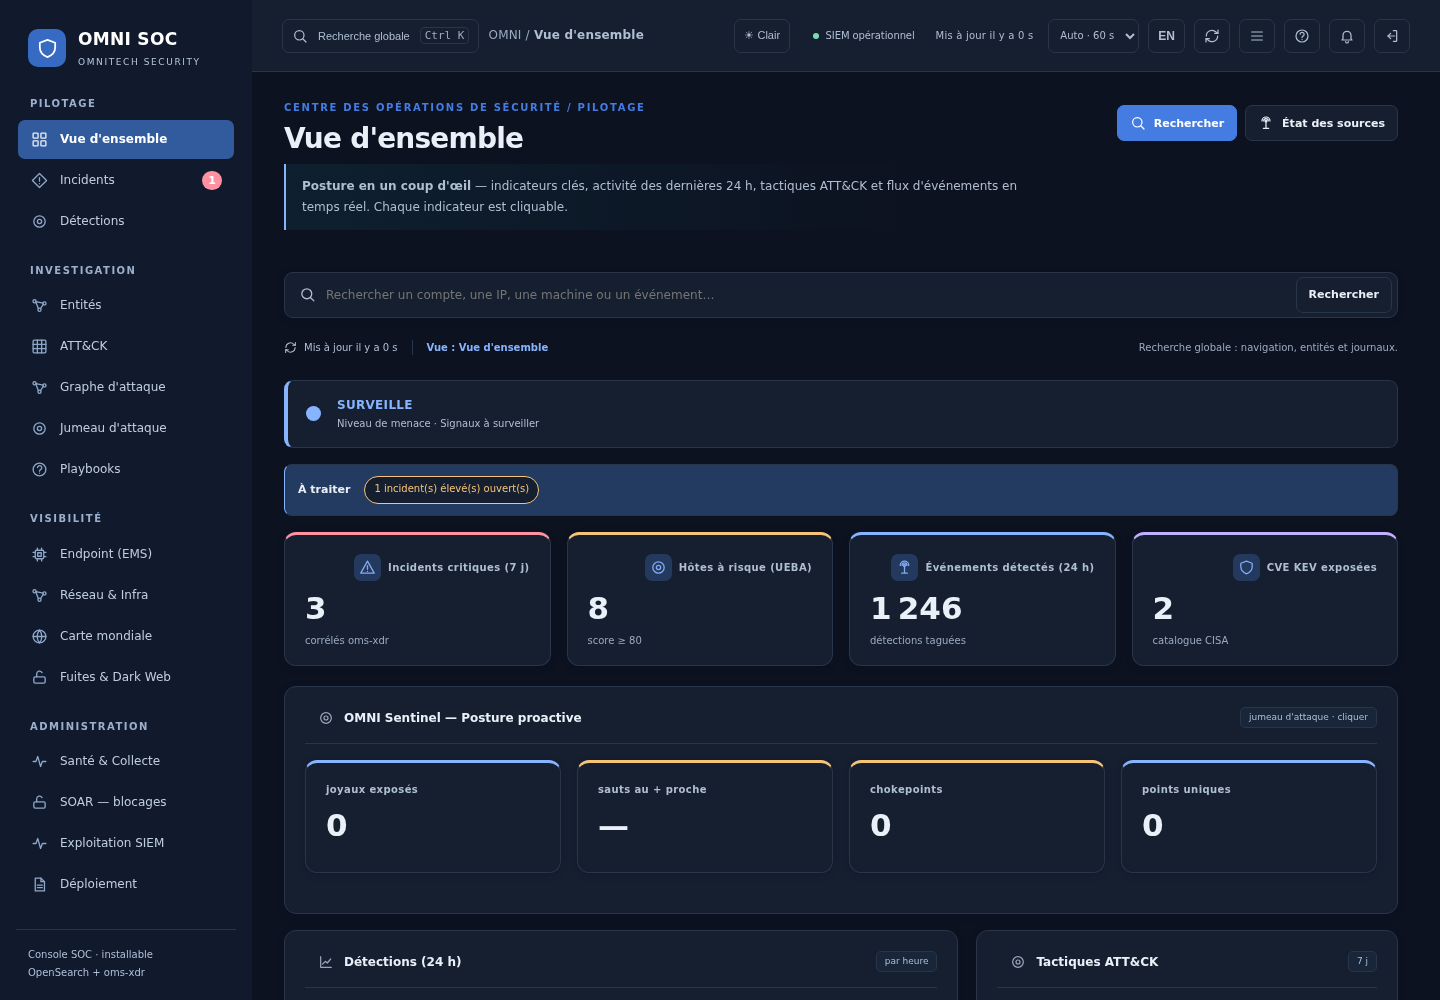 OMNI SOC
OMNITECH SECURITY
PILOTAGE
Vue d'ensemble
Incidents
1
Détections
INVESTIGATION
Entités
ATT&CK
Graphe d'attaque
Jumeau d'attaque
Playbooks
VISIBILITÉ
Endpoint (EMS)
Réseau & Infra
Carte mondiale
Fuites & Dark Web
ADMINISTRATION
Santé & Collecte
SOAR — blocages
Exploitation SIEM
Déploiement
Console SOC · installable
OpenSearch + oms-xdr
Recherche globale Ctrl K
OMNI / Vue d'ensemble
☀ Clair
SIEM opérationnel
Mis à jour il y a 0 s
Auto · 60 s
EN
CENTRE DES OPÉRATIONS DE SÉCURITÉ / PILOTAGE
Vue d'ensemble
Rechercher
État des sources
Posture en un coup d'œil — indicateurs clés, activité des dernières 24 h, tactiques ATT&CK et flux d'événements en
temps réel. Chaque indicateur est cliquable.
Rechercher un compte, une IP, une machine ou un événement…
Rechercher
Mis à jour il y a 0 s
Vue : Vue d'ensemble
Recherche globale : navigation, entités et journaux.
SURVEILLE
Niveau de menace · Signaux à surveiller
À traiter
1 incident(s) élevé(s) ouvert(s)
Incidents critiques (7 j)
3
corrélés oms-xdr
Hôtes à risque (UEBA)
8
score ≥ 80
Événements détectés (24 h)
1 246
détections taguées
CVE KEV exposées
2
catalogue CISA
OMNI Sentinel — Posture proactive
jumeau d'attaque · cliquer
joyaux exposés
0
sauts au + proche
—
chokepoints
0
points uniques
0
Détections (24 h)
par heure
Tactiques ATT&CK
7 j